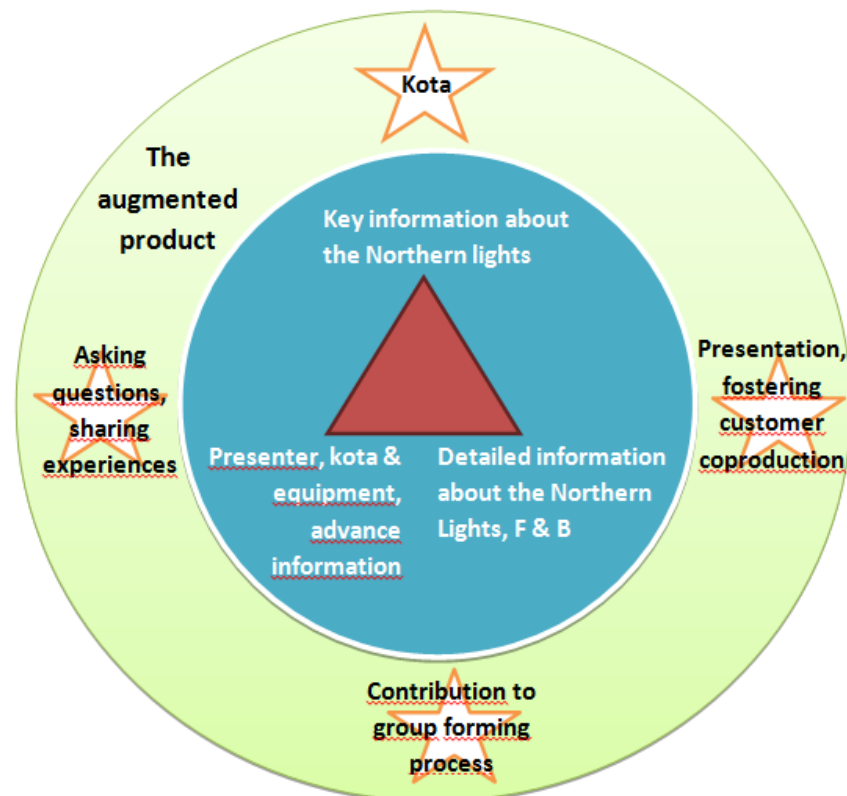 Kota
The
augmented
product
Key information about
the Northern lights
Asking
questions,
sharing
experiences
Presentation,
fostering
customer
coproduction
Presenter, kota &
equipment,
advance
information
Detailed information
about the Northern
Lights, F & B
Contribution to
group forming
process